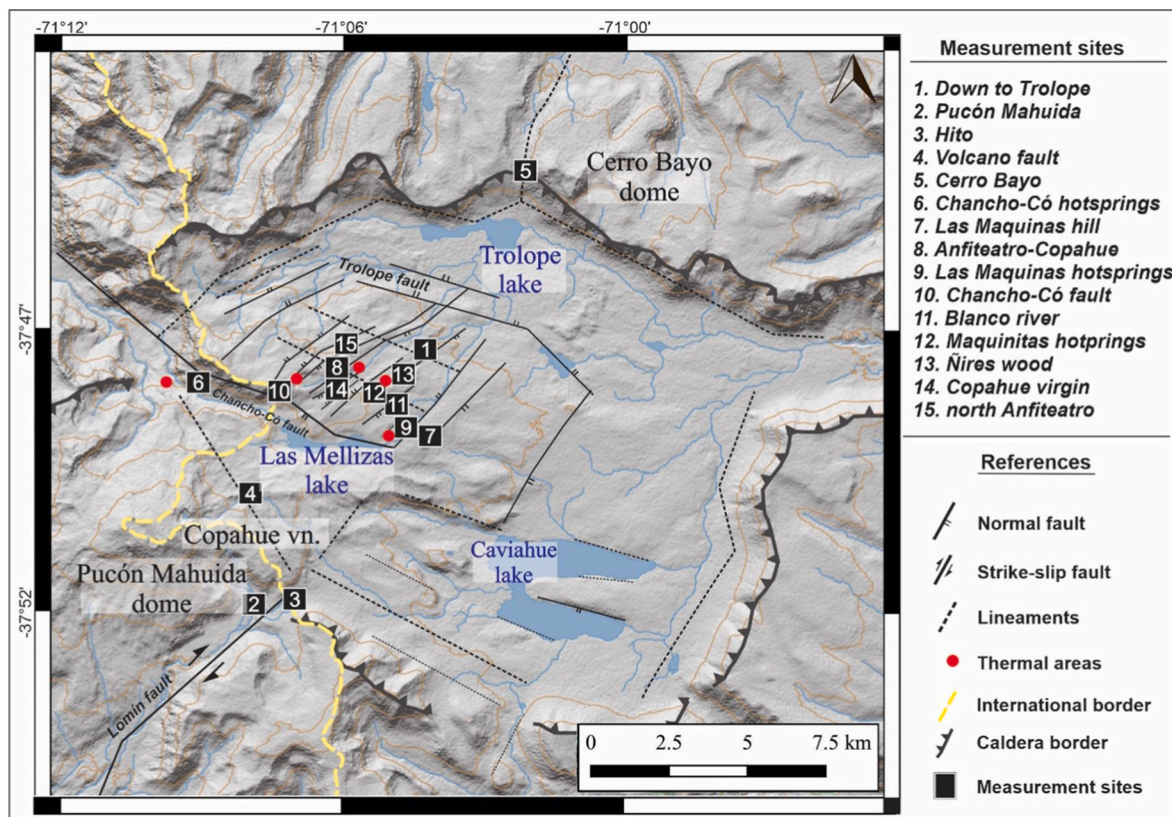 -71°12'
-71°06'
-71°00'
-37°47'
-37°52'
5
Cerro Bayo
dome
Trolope
lake
Trolope fault
15
1
8
13
6
10
14
12
Chancho-Có fault
11
9
7
Las Mellizas
lake
4
Copahue vn.
Caviahue
lake
Pucón Mahuida
dome
2
3
Lomin fault
0
2.5
5
7.5 km
Measurement sites
1. Down to Trolope
2. Pucón Mahuida
3. Hito
4. Volcano fault
5. Cerro Bayo
6. Chancho-Có hotsprings
7. Las Maquinas hill
8. Anfiteatro-Copahue
9. Las Maquinas hotsprings
10. Chancho-Có fault
11. Blanco river
12. Maquinitas hotprings
13. Ñires wood
14. Copahue virgin
15. north Anfiteatro
References
Normal fault
Strike-slip fault
Lineaments
Thermal areas
International border
Caldera border
Measurement sites